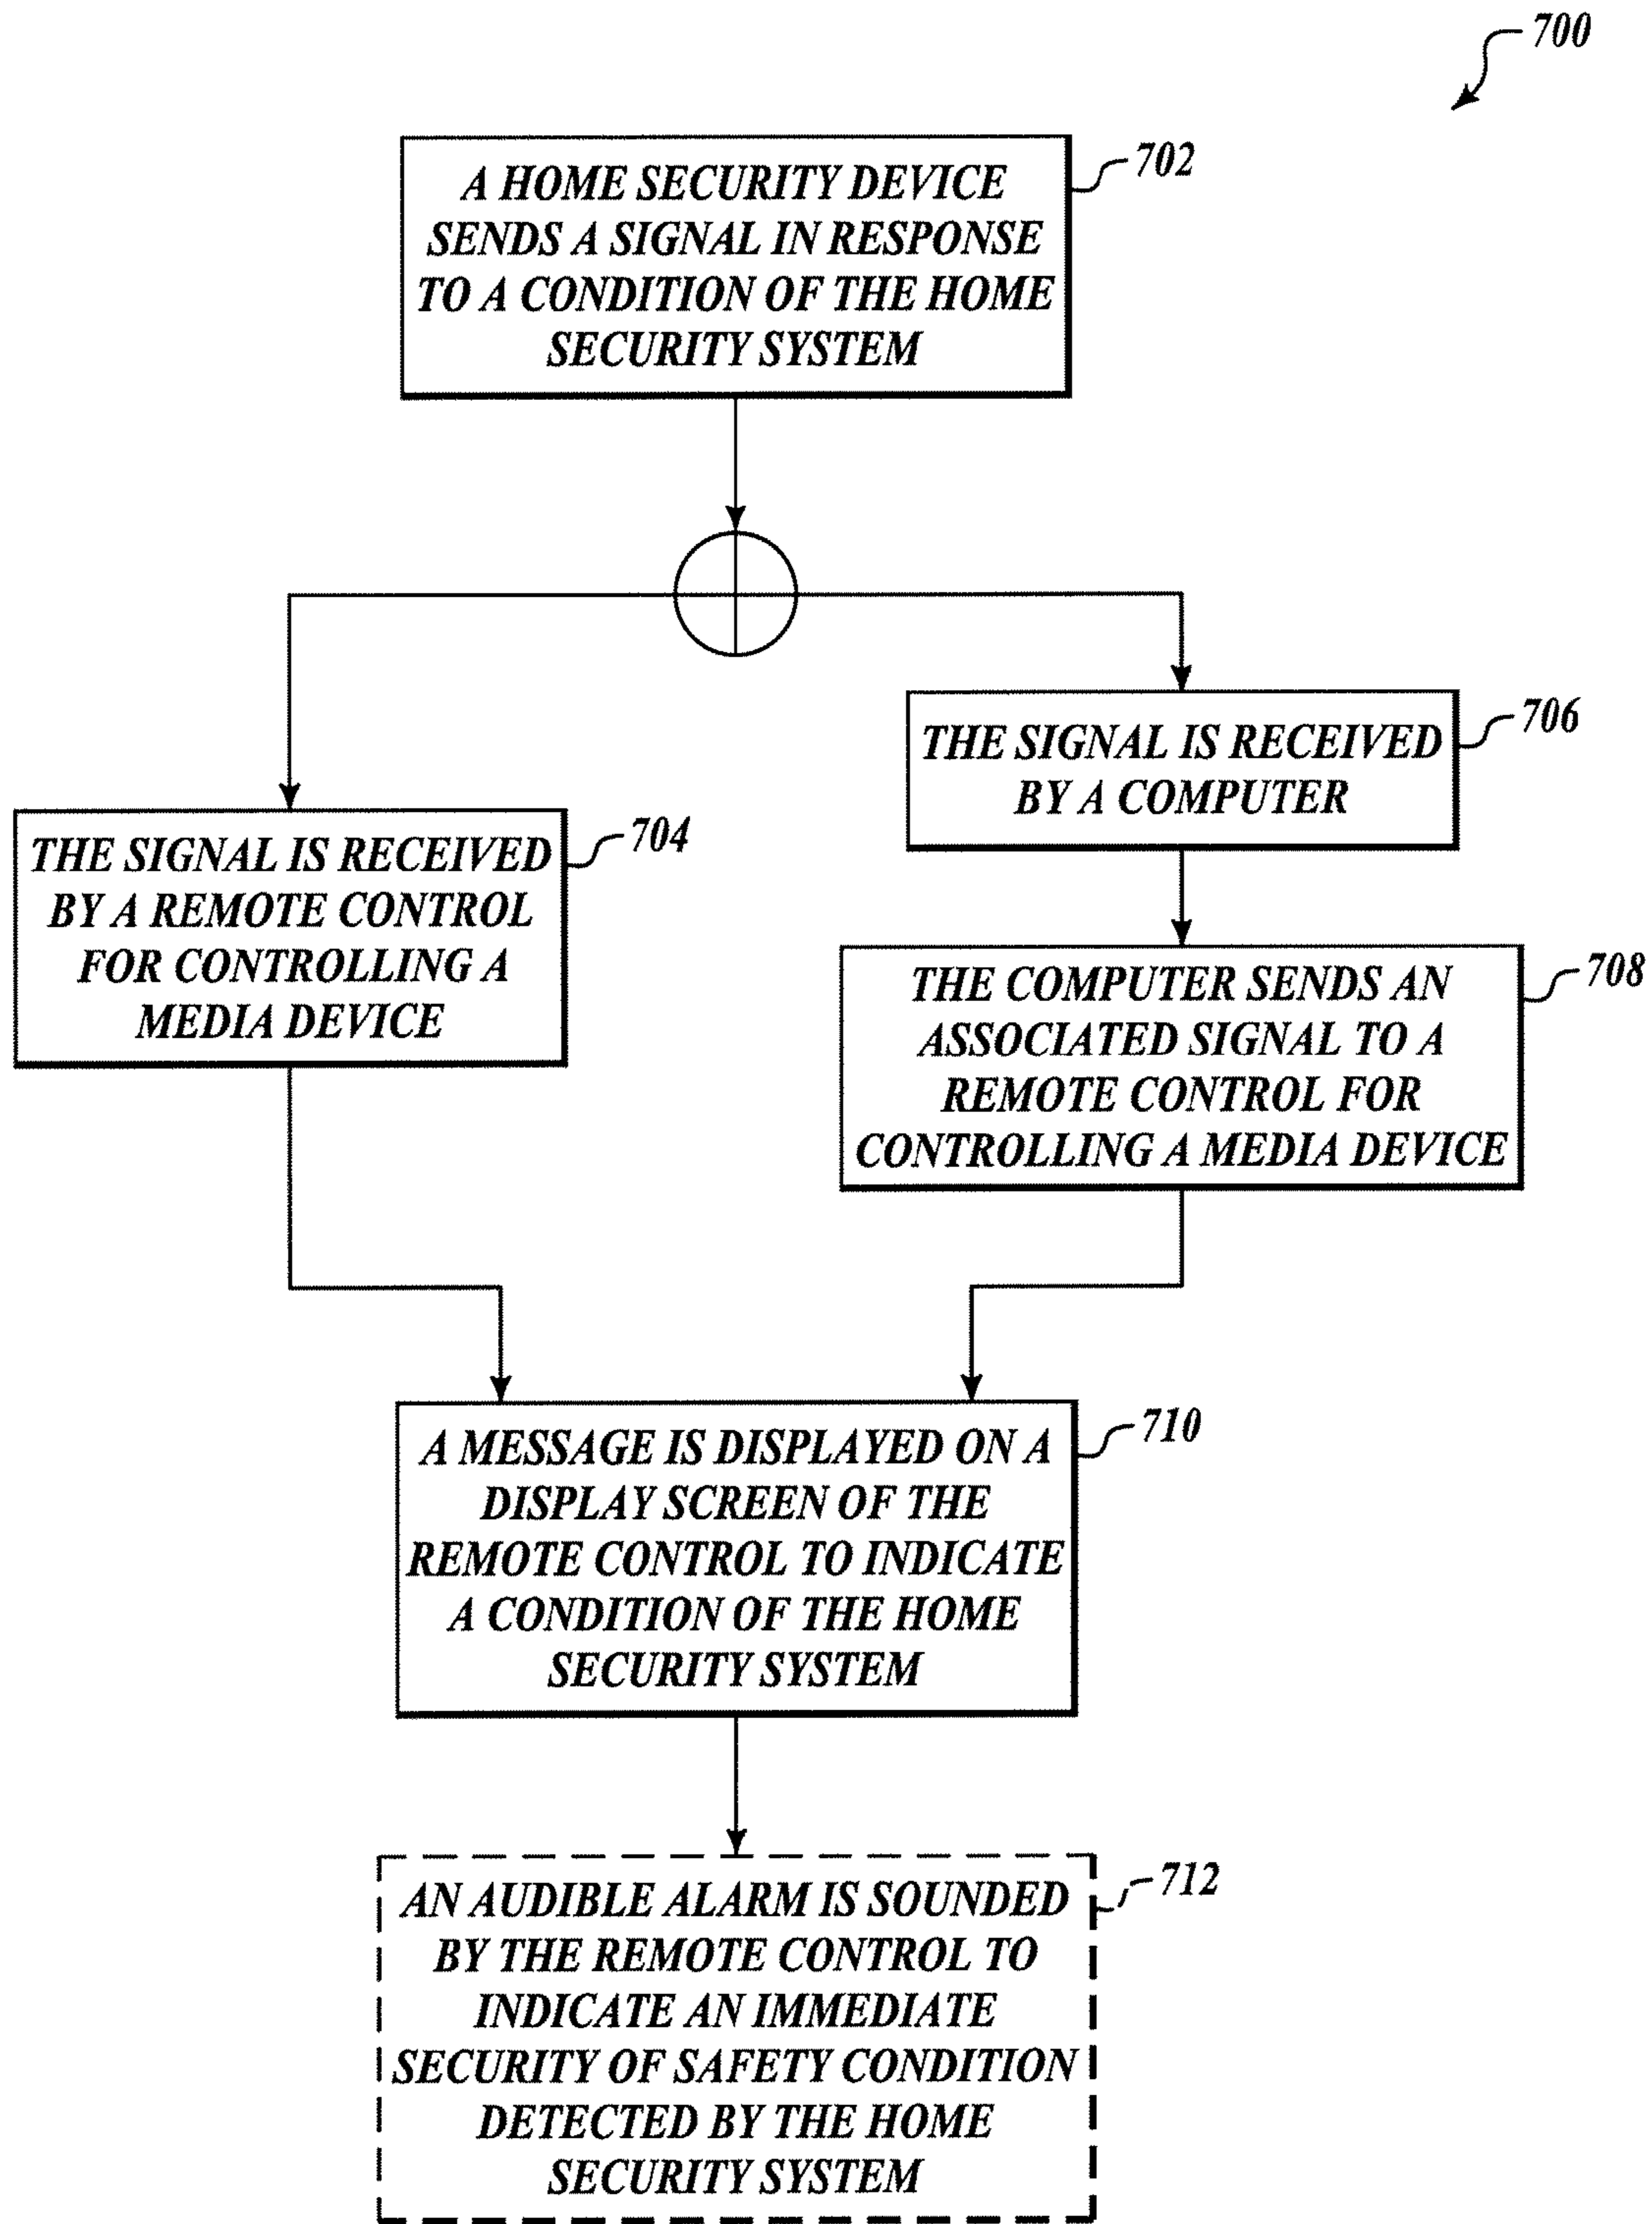 700
702
A HOME SECURITY DEVICE
SENDS A SIGNAL IN RESPONSE
TO A CONDITION OF THE HOME
SECURITY SYSTEM
706
THE SIGNAL IS RECEIVED
BY A COMPUTER
704
THE SIGNAL IS RECEIVED
BY A REMOTE CONTROL
FOR CONTROLLING A
MEDIA DEVICE
708
THE COMPUTER SENDS AN
ASSOCIATED SIGNAL TO A
REMOTE CONTROL FOR
CONTROLLING A MEDIA DEVICE
710
A MESSAGE IS DISPLAYED ON A
DISPLAY SCREEN OF THE
REMOTE CONTROL TO INDICATE
A CONDITION OF THE HOME
SECURITY SYSTEM
712
AN AUDIBLE ALARM IS SOUNDED
BY THE REMOTE CONTROL TO
INDICATE AN IMMEDIATE
SECURITY OF SAFETY CONDITION
DETECTED BY THE HOME
SECURITY SYSTEM